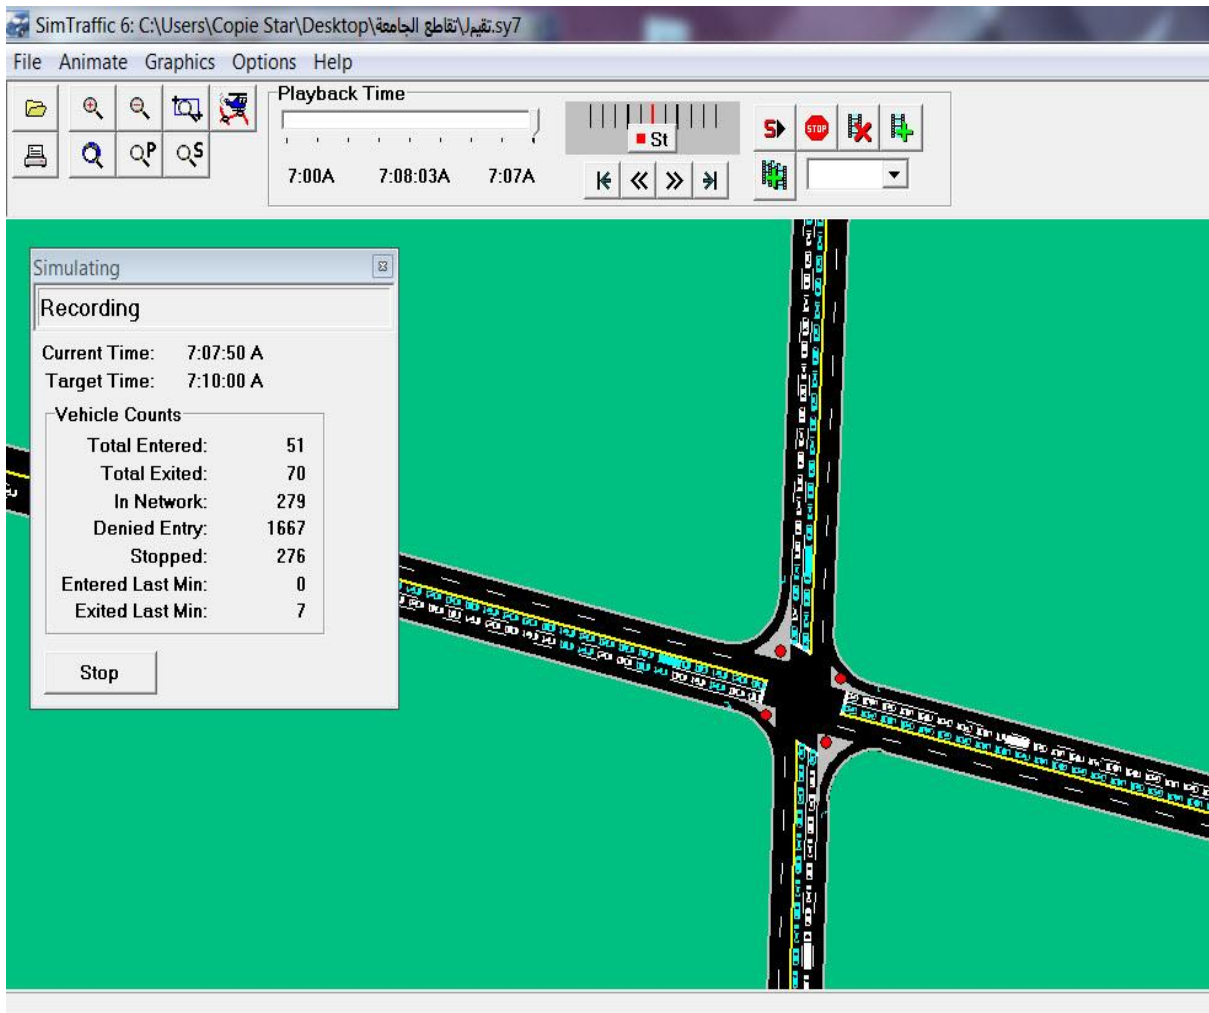 SimTraffic 6: C:\Users\Copie Star\Desktop\تقاطع الجامعة\تقيمل.sy7
File Animate Graphics Options Help
Playback Time
7:00A 7:08:03A 7:07A
St
S
STOP
P
S
Simulating
Recording
Current Time: 7:07:50 A
Target Time: 7:10:00 A
Vehicle Counts
Total Entered: 51
Total Exited: 70
In Network: 279
Denied Entry: 1667
Stopped: 276
Entered Last Min: 0
Exited Last Min: 7
Stop